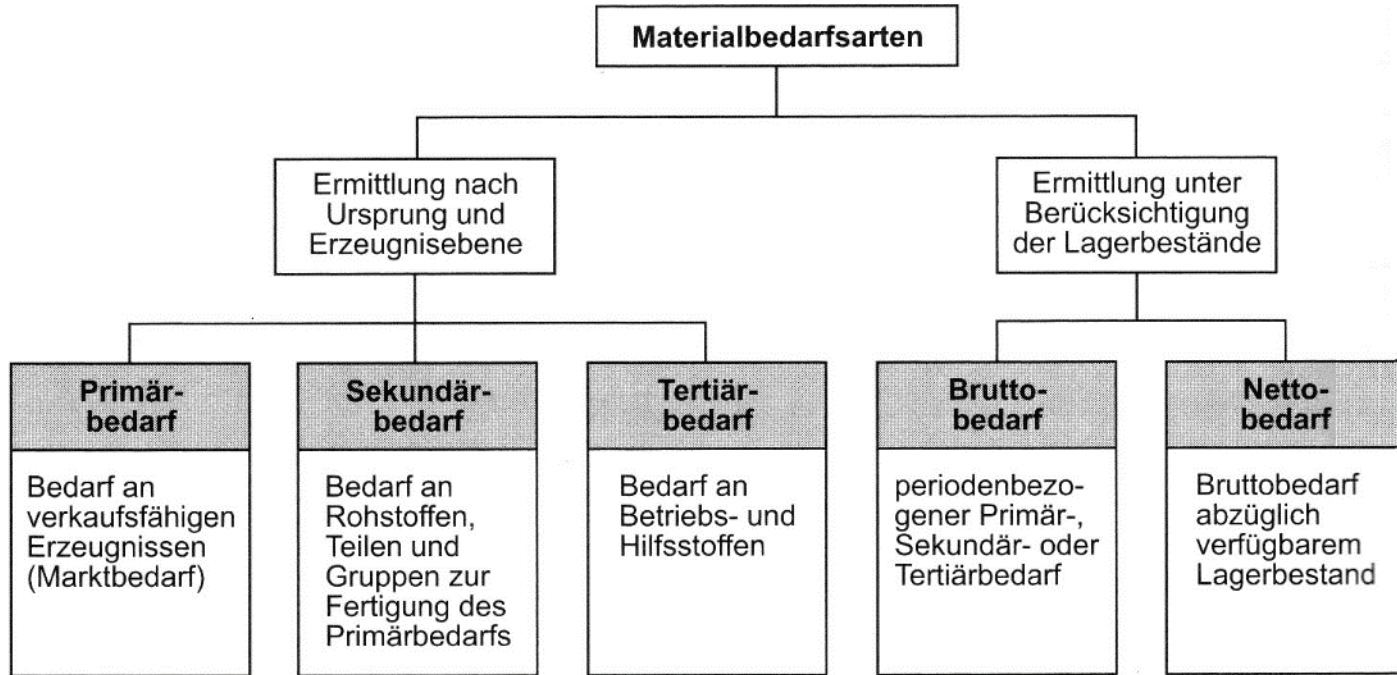 Materialbedarfsarten
Ermittlung nach
Ursprung und
Erzeugnisebene
Ermittlung unter
Berücksichtigung
der Lagerbestände
Primär-
bedarf
Bedarf an
verkaufsfähigen
Erzeugnissen
(Marktbedarf)
Sekundär-
bedarf
Bedarf an
Rohstoffen,
Teilen und
Gruppen zur
Fertigung des
Primärbedarfs
Tertiär-
bedarf
Bedarf an
Betriebs- und
Hilfsstoffen
Brutto-
bedarf
periodenbezo-
gener Primär-,
Sekundär- oder
Tertiärbedarf
Netto-
bedarf
Bruttobedarf
abzüglich
verfügbarem
Lagerbestand